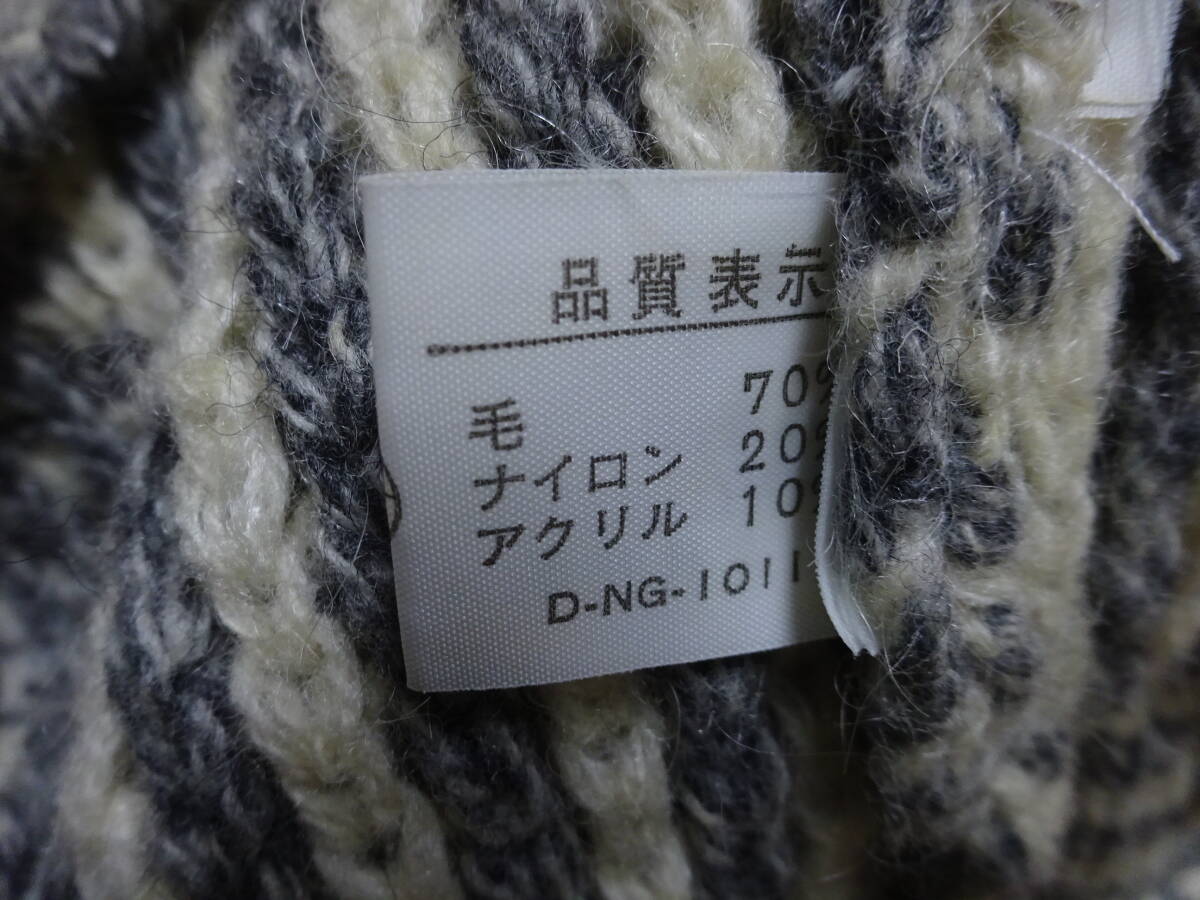 品質表示
毛 70%
ナイロン 20%
アクリル 10%
D-NG-1011